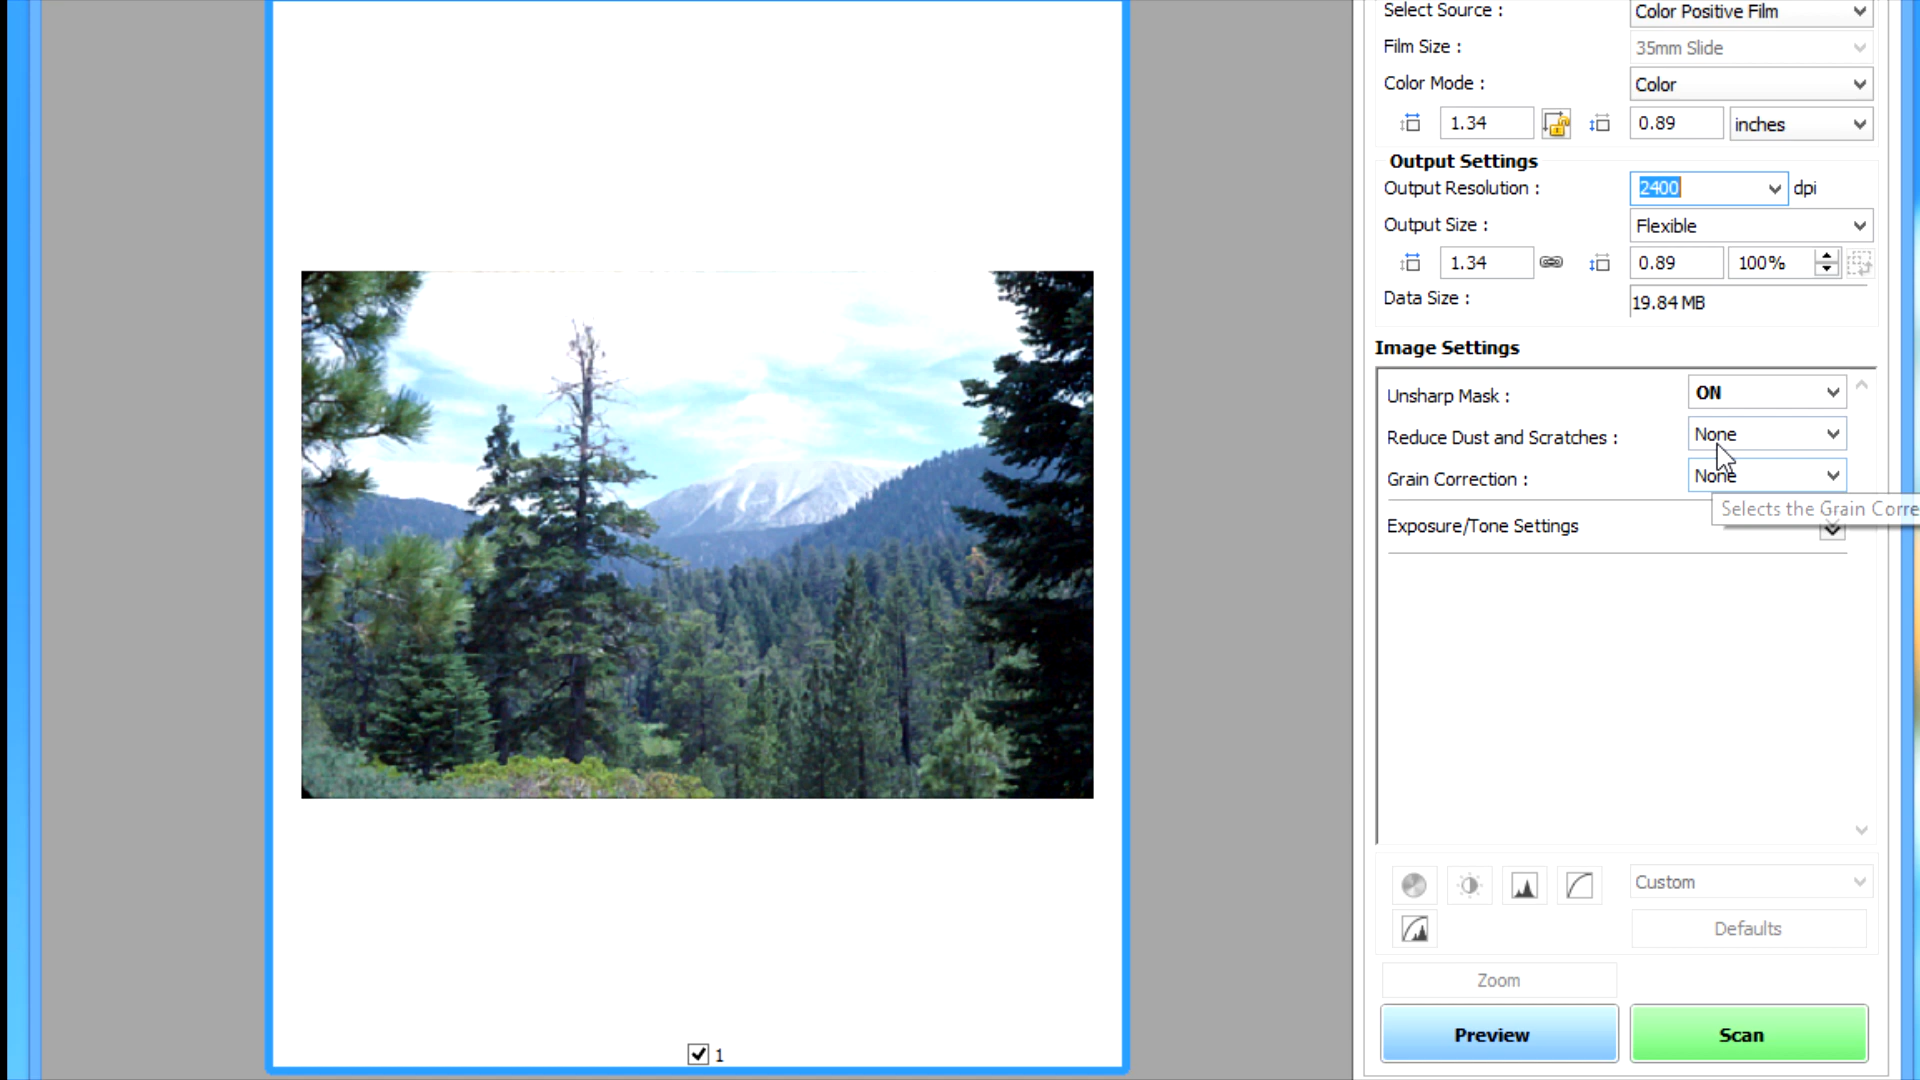 Select Source : Color Positive Film
Film Size : 35mm Slide
Color Mode : Color
1.34 0.89 inches
Output Settings
Output Resolution : 2400 dpi
Output Size : Flexible
1.34 0.89 100%
Data Size : 19.84 MB
Image Settings
Unsharp Mask : ON
Reduce Dust and Scratches : None
Grain Correction : None
Selects the Grain Corre
Exposure/Tone Settings
Custom
Defaults
Zoom
Preview Scan
1